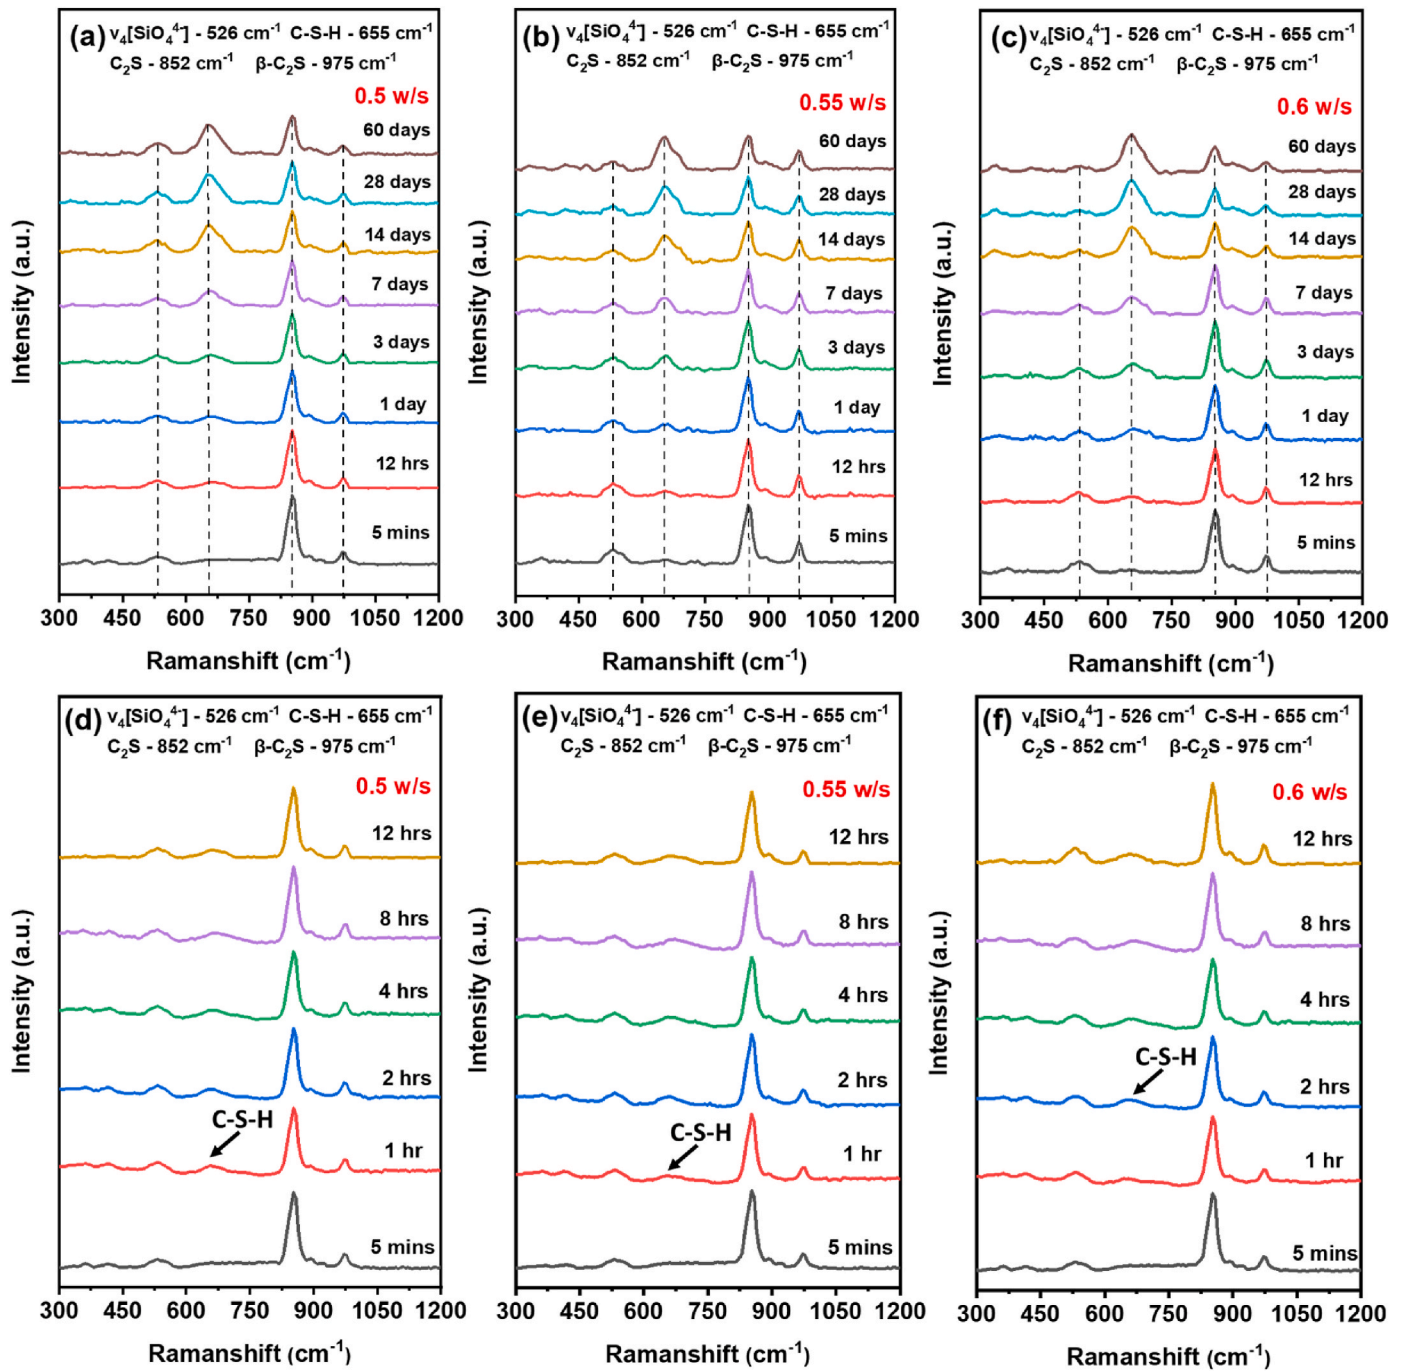 (a) ν₄[SiO₄⁴⁻] - 526 cm⁻¹ C-S-H - 655 cm⁻¹
C₂S - 852 cm⁻¹ β-C₂S - 975 cm⁻¹
0.5 w/s
60 days
28 days
14 days
7 days
3 days
1 day
12 hrs
5 mins
Intensity (a.u.)
300 450 600 750 900 1050 1200
Ramanshift (cm⁻¹)
(b) ν₄[SiO₄⁴⁻] - 526 cm⁻¹ C-S-H - 655 cm⁻¹
C₂S - 852 cm⁻¹ β-C₂S - 975 cm⁻¹
0.55 w/s
60 days
28 days
14 days
7 days
3 days
1 day
12 hrs
5 mins
Intensity (a.u.)
300 450 600 750 900 1050 1200
Ramanshift (cm⁻¹)
(c) ν₄[SiO₄⁴⁻] - 526 cm⁻¹ C-S-H - 655 cm⁻¹
C₂S - 852 cm⁻¹ β-C₂S - 975 cm⁻¹
0.6 w/s
60 days
28 days
14 days
7 days
3 days
1 day
12 hrs
5 mins
Intensity (a.u.)
300 450 600 750 900 1050 1200
Ramanshift (cm⁻¹)
(d) ν₄[SiO₄⁴⁻] - 526 cm⁻¹ C-S-H - 655 cm⁻¹
C₂S - 852 cm⁻¹ β-C₂S - 975 cm⁻¹
0.5 w/s
12 hrs
8 hrs
4 hrs
2 hrs
C-S-H
1 hr
5 mins
Intensity (a.u.)
300 450 600 750 900 1050 1200
Ramanshift (cm⁻¹)
(e) ν₄[SiO₄⁴⁻] - 526 cm⁻¹ C-S-H - 655 cm⁻¹
C₂S - 852 cm⁻¹ β-C₂S - 975 cm⁻¹
0.55 w/s
12 hrs
8 hrs
4 hrs
2 hrs
C-S-H
1 hr
5 mins
Intensity (a.u.)
300 450 600 750 900 1050 1200
Ramanshift (cm⁻¹)
(f) ν₄[SiO₄⁴⁻] - 526 cm⁻¹ C-S-H - 655 cm⁻¹
C₂S - 852 cm⁻¹ β-C₂S - 975 cm⁻¹
0.6 w/s
12 hrs
8 hrs
4 hrs
C-S-H
2 hrs
1 hr
5 mins
Intensity (a.u.)
300 450 600 750 900 1050 1200
Ramanshift (cm⁻¹)